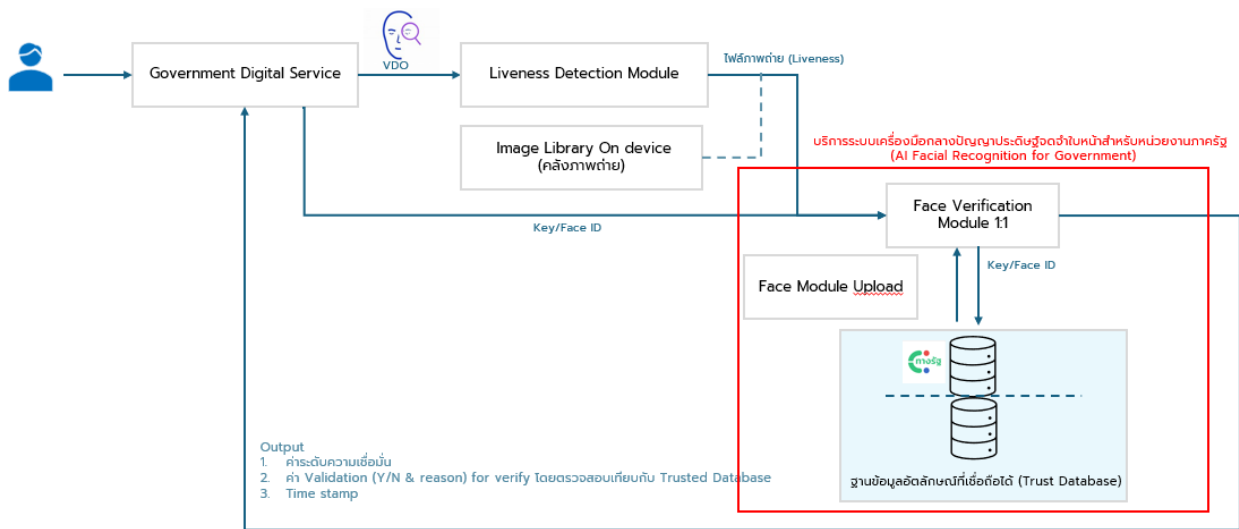 VDO
ไฟล์ภาพถ่าย (Liveness)
Government Digital Service
Liveness Detection Module
Image Library On device
(คลังภาพถ่าย)
บริการระบบเครื่องมือกลางปัญญาประดิษฐ์จดจำใบหน้าสำหรับหน่วยงานภาครัฐ
(AI Facial Recognition for Government)
Face Verification
Module 1:1
Key/Face ID
Key/Face ID
Face Module Upload
ทางรัฐ
ฐานข้อมูลอัตลักษณ์ที่เชื่อถือได้ (Trust Database)
Output
1. ค่าระดับความเชื่อมั่น
2. ค่า Validation (Y/N & reason) for verify โดยตรวจสอบเทียบกับ Trusted Database
3. Time stamp